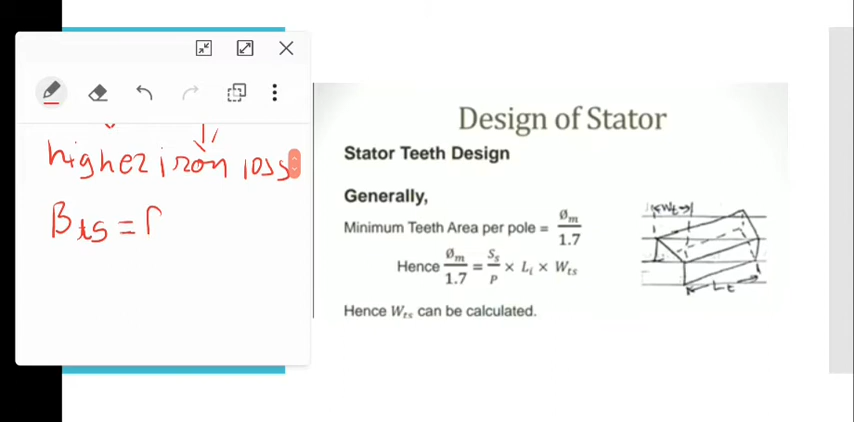 higher iron loss
Bts =
Design of Stator
Stator Teeth Design
Generally,
Minimum Teeth Area per pole = Øm/1.7
Hence Øm/1.7 = Ss/P × Li × Wts
Wt
Lt
Hence Wts can be calculated.